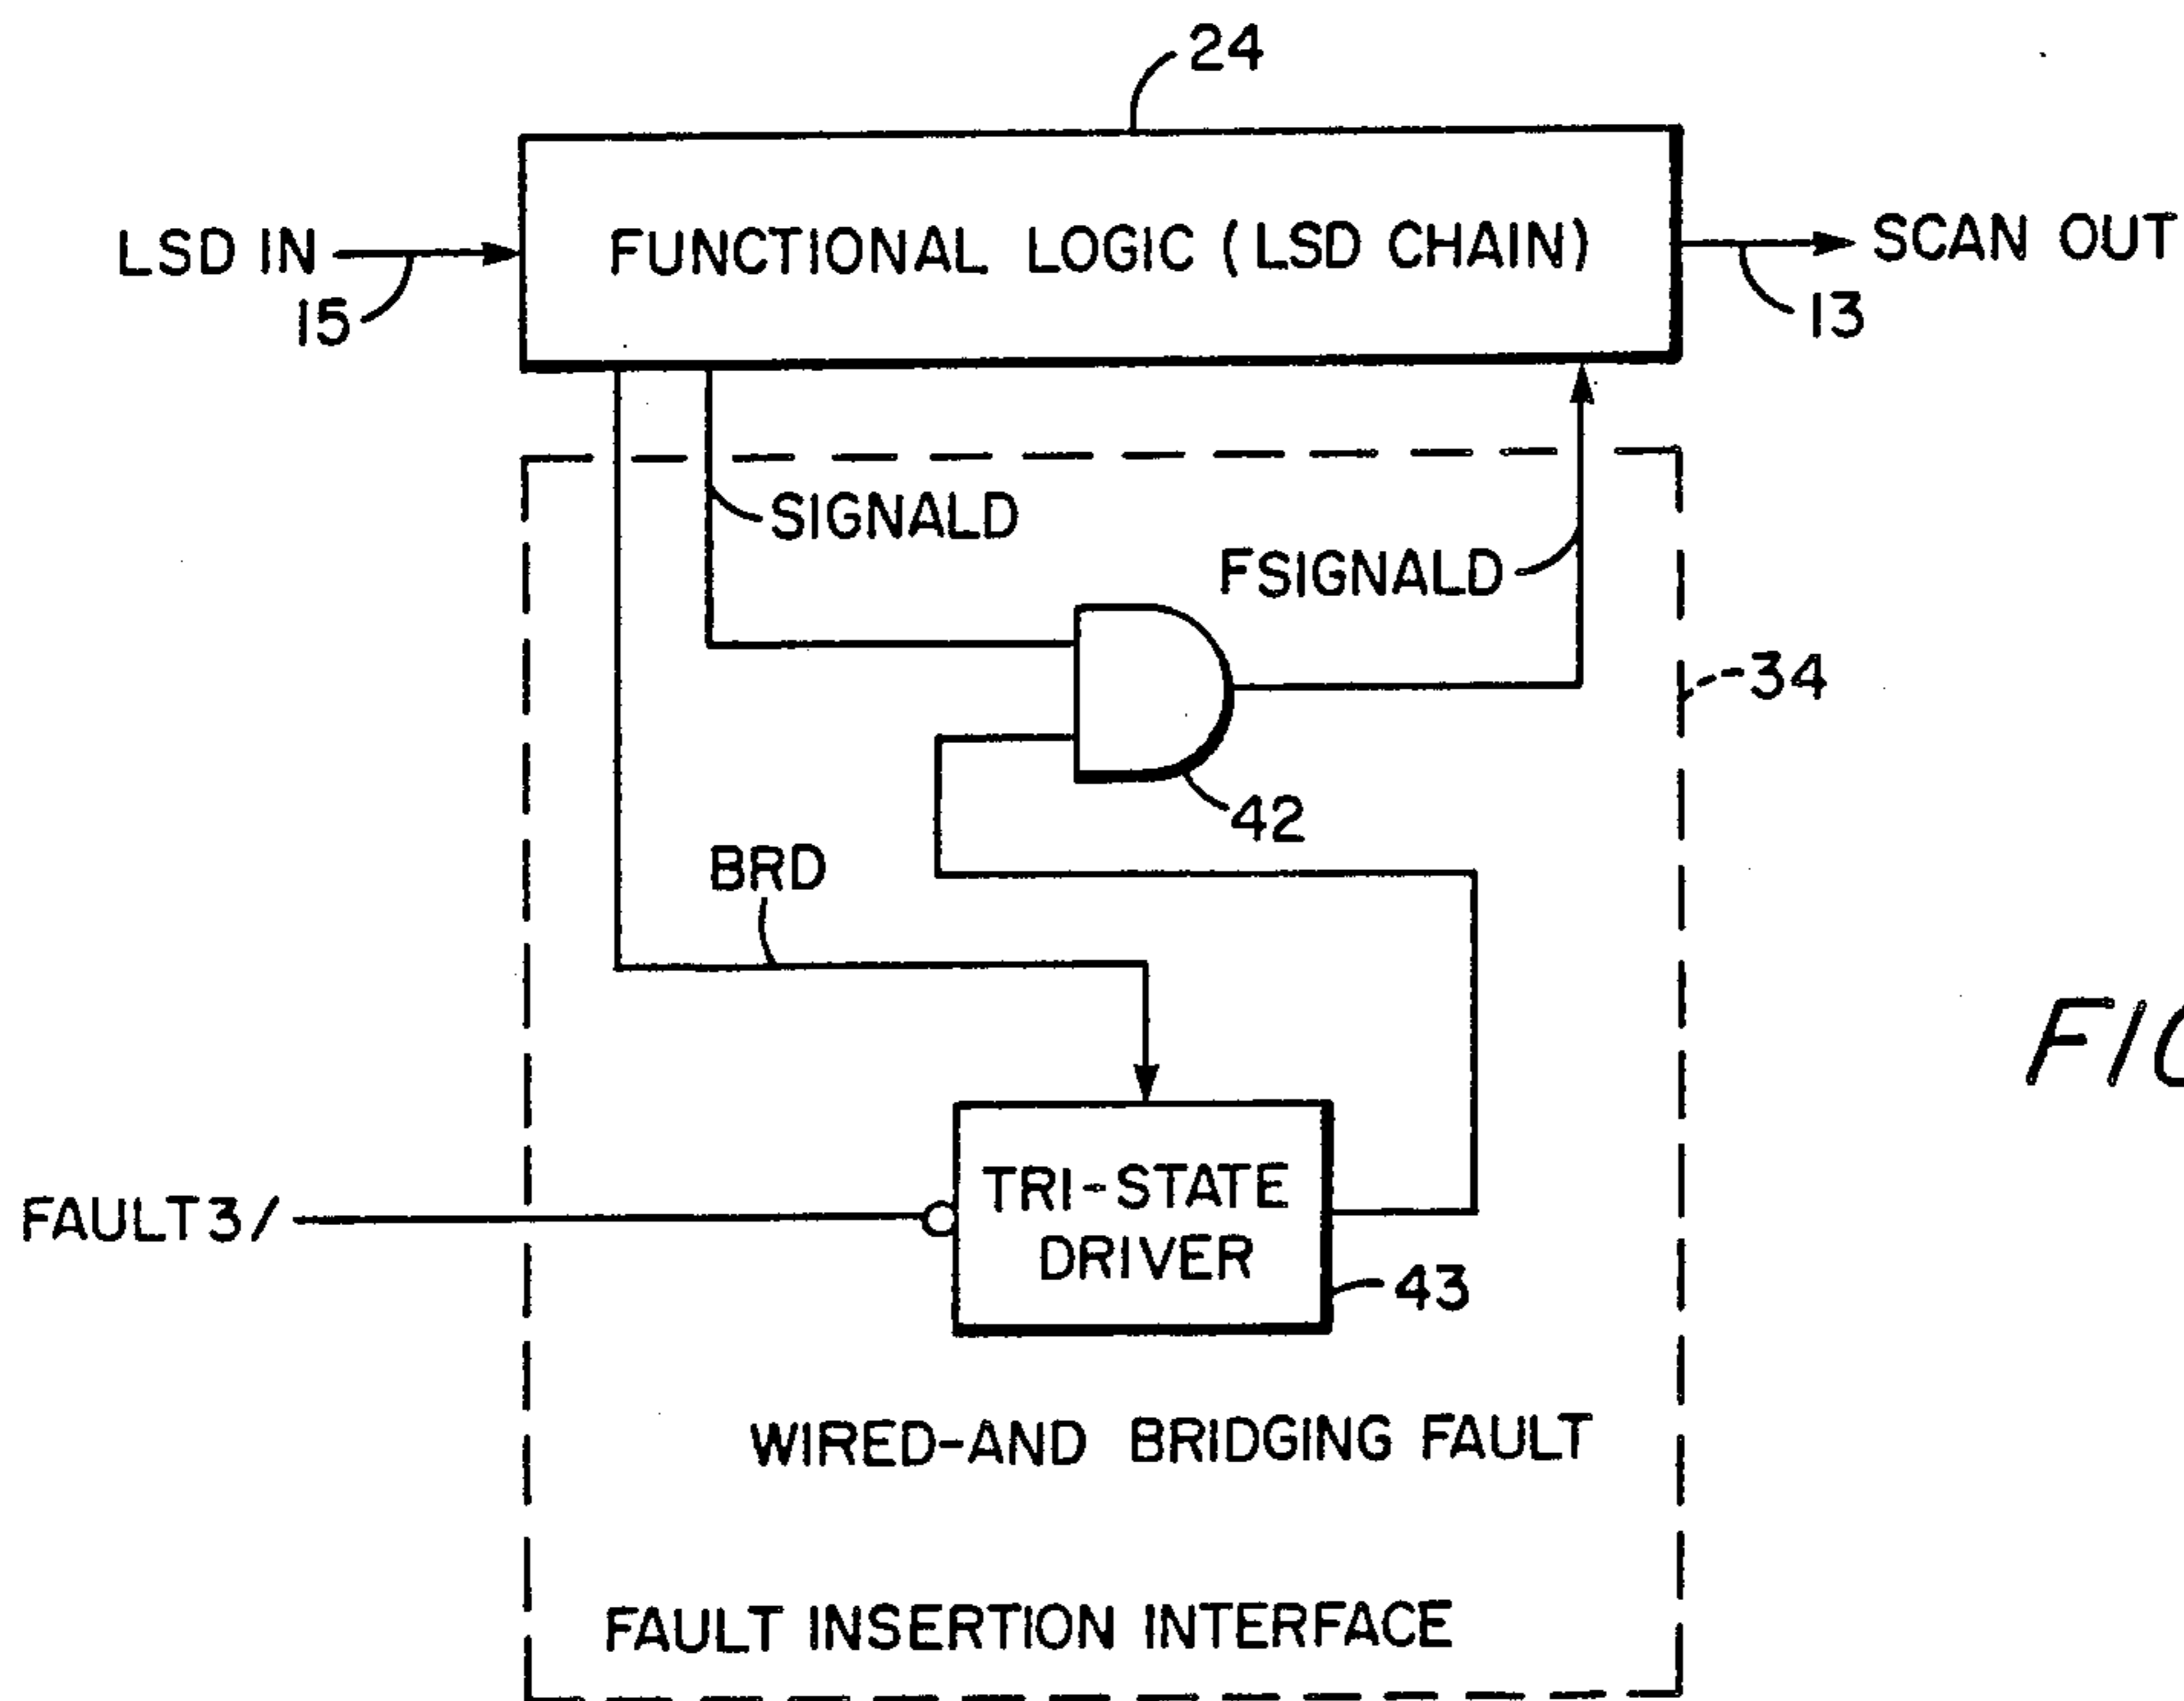 24
LSD IN
FUNCTIONAL LOGIC (LSD CHAIN)
SCAN OUT
15
13
SIGNALD
FSIGNALD
34
42
BRD
FAULT3/
TRI-STATE
DRIVER
43
WIRED-AND BRIDGING FAULT
FAULT INSERTION INTERFACE